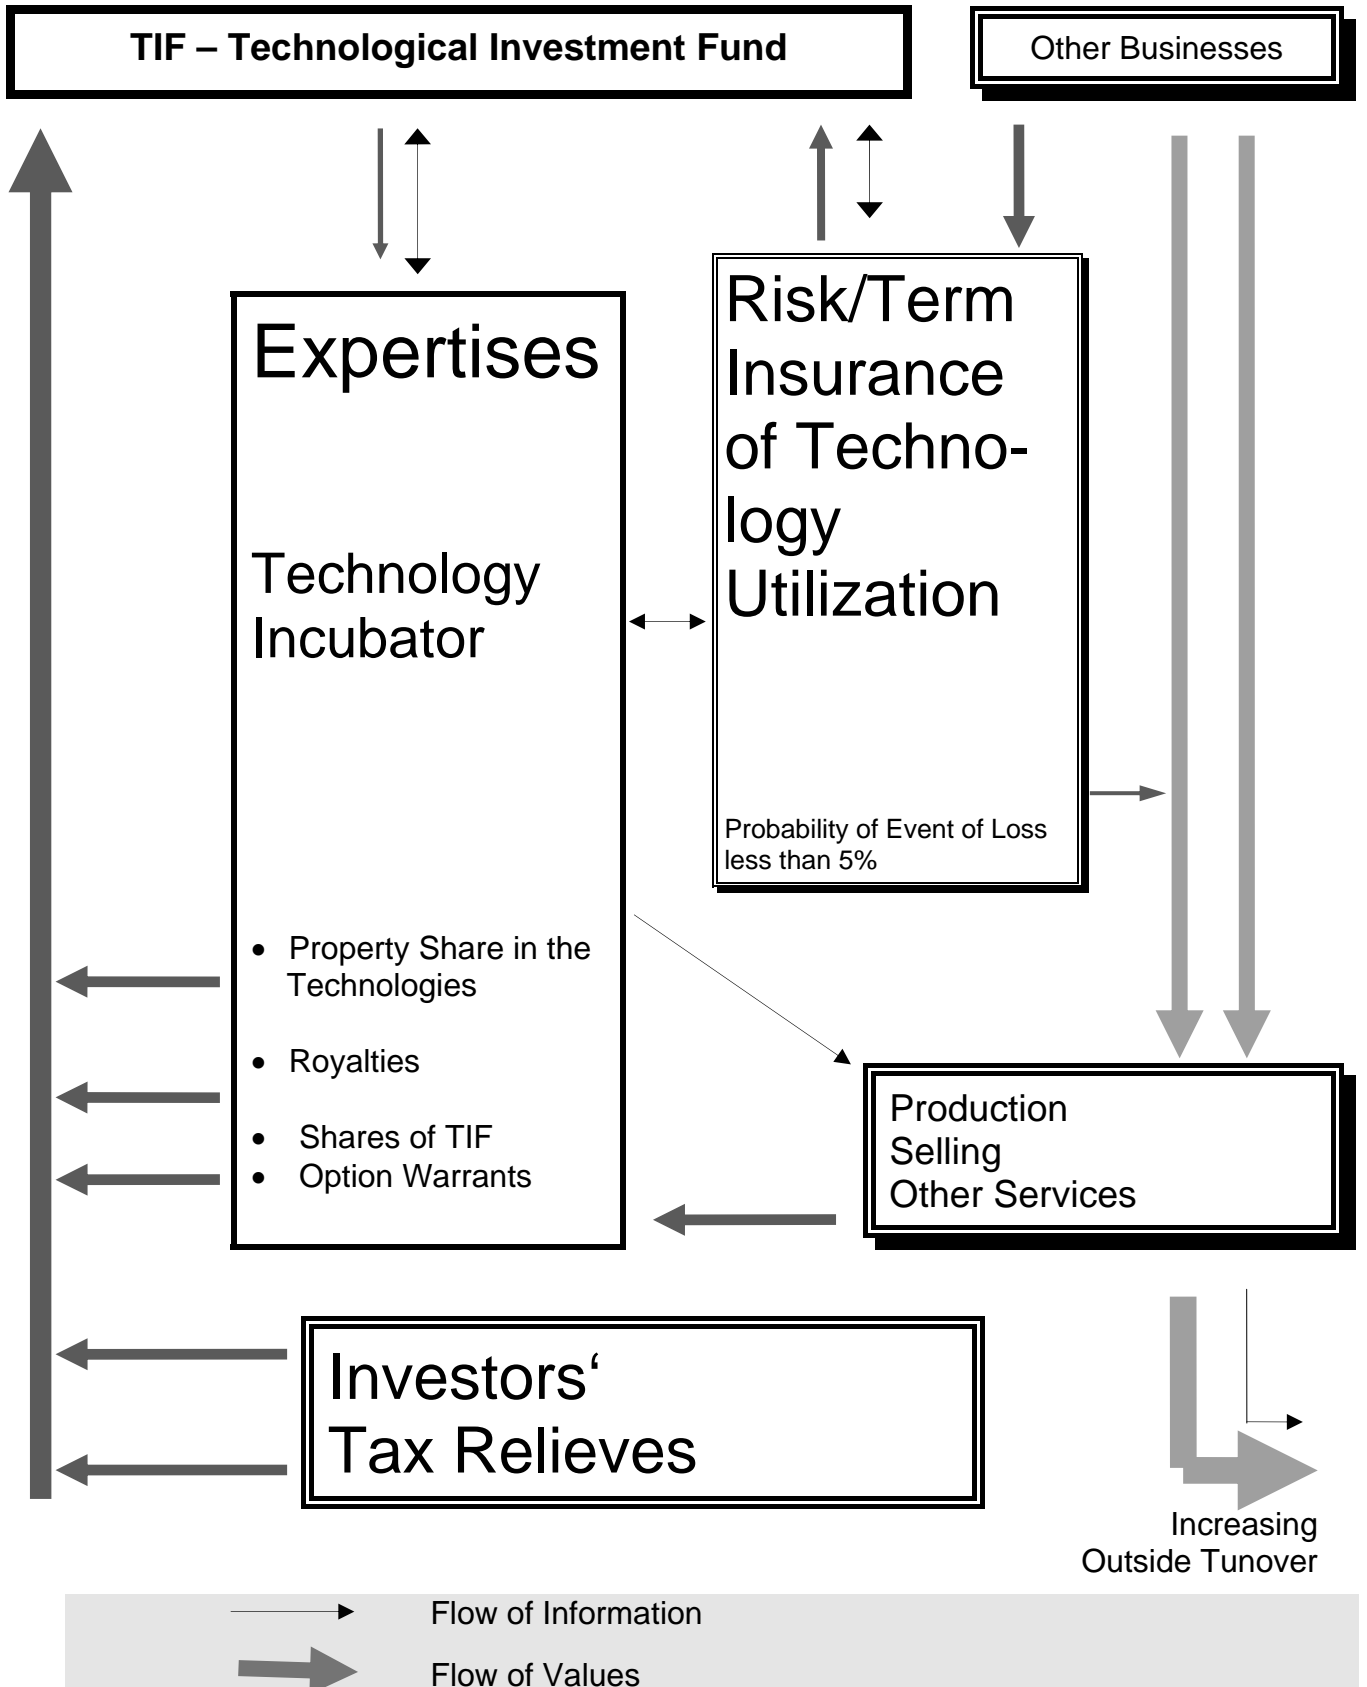 TIF – Technological Investment Fund
Other Businesses
Expertises
Technology
Incubator
• Property Share in the
Technologies
• Royalties
• Shares of TIF
• Option Warrants
Risk/Term
Insurance
of Techno-
logy
Utilization
Probability of Event of Loss
less than 5%
Production
Selling
Other Services
Investors‘
Tax Relieves
Increasing
Outside Tunover
Flow of Information
Flow of Values